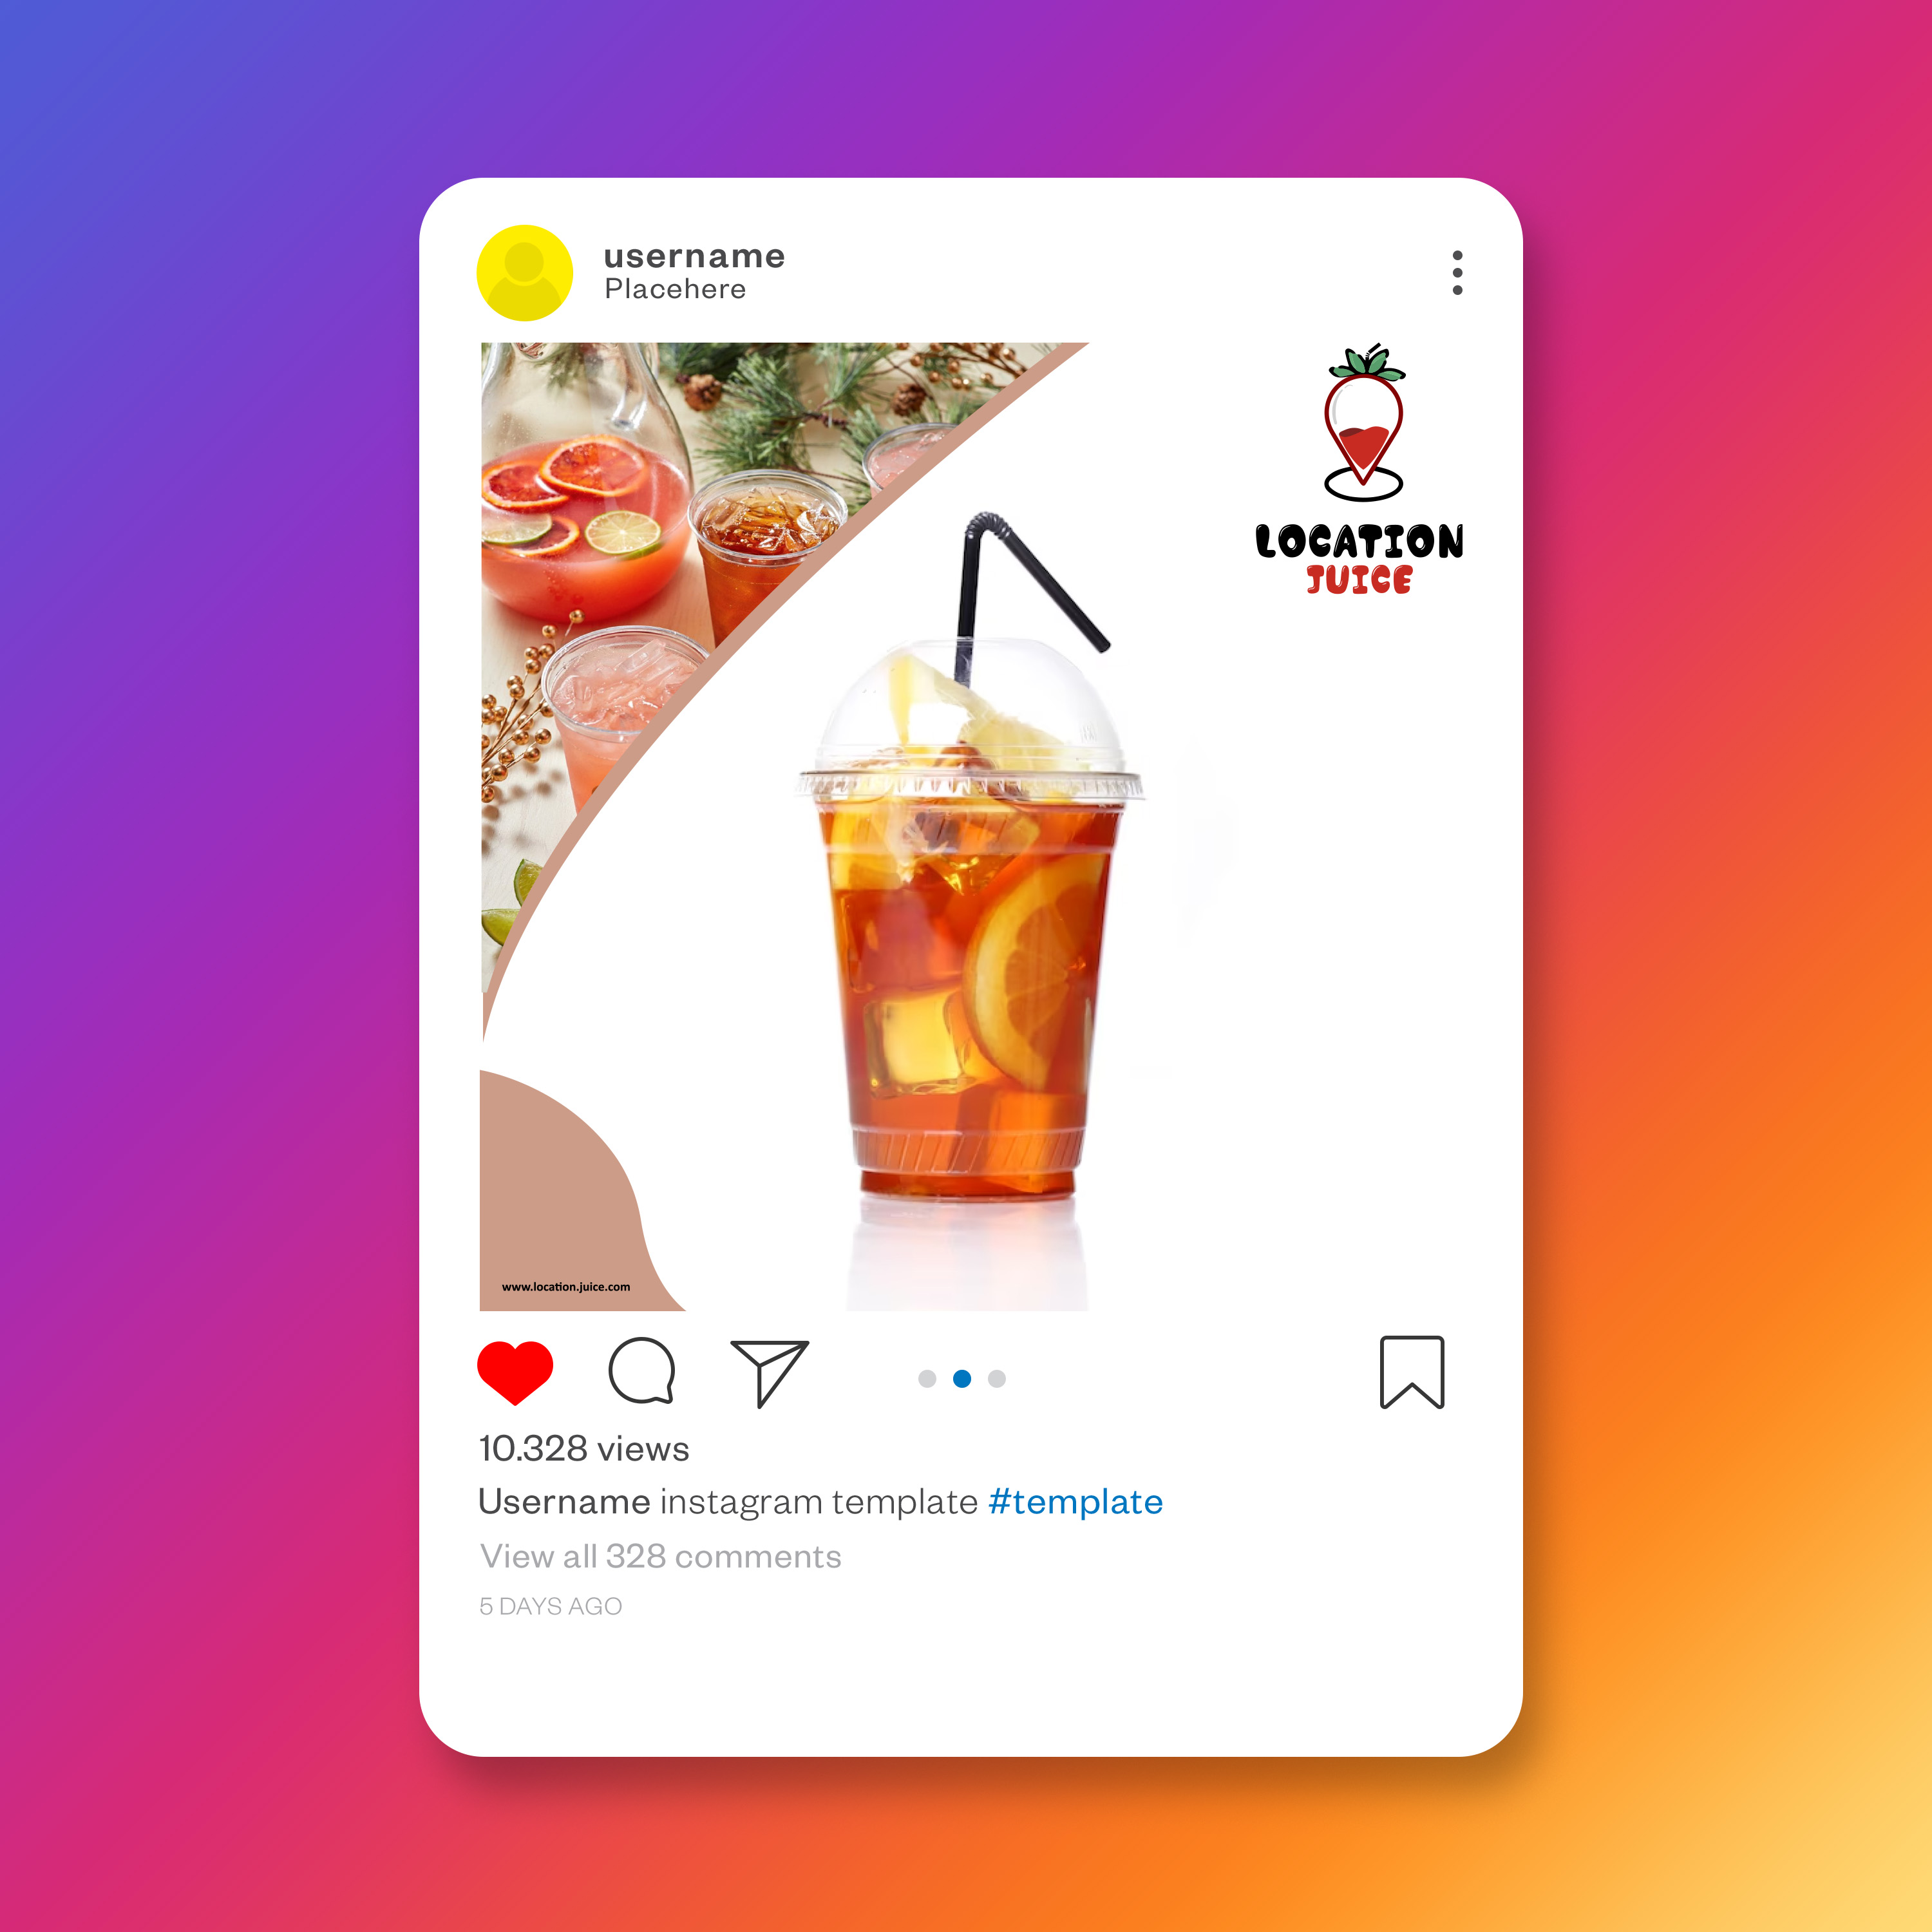 username
Placehere
LOCATION
JUICE
www.location.juice.com
10.328 views
Username instagram template #template
View all 328 comments
5 DAYS AGO